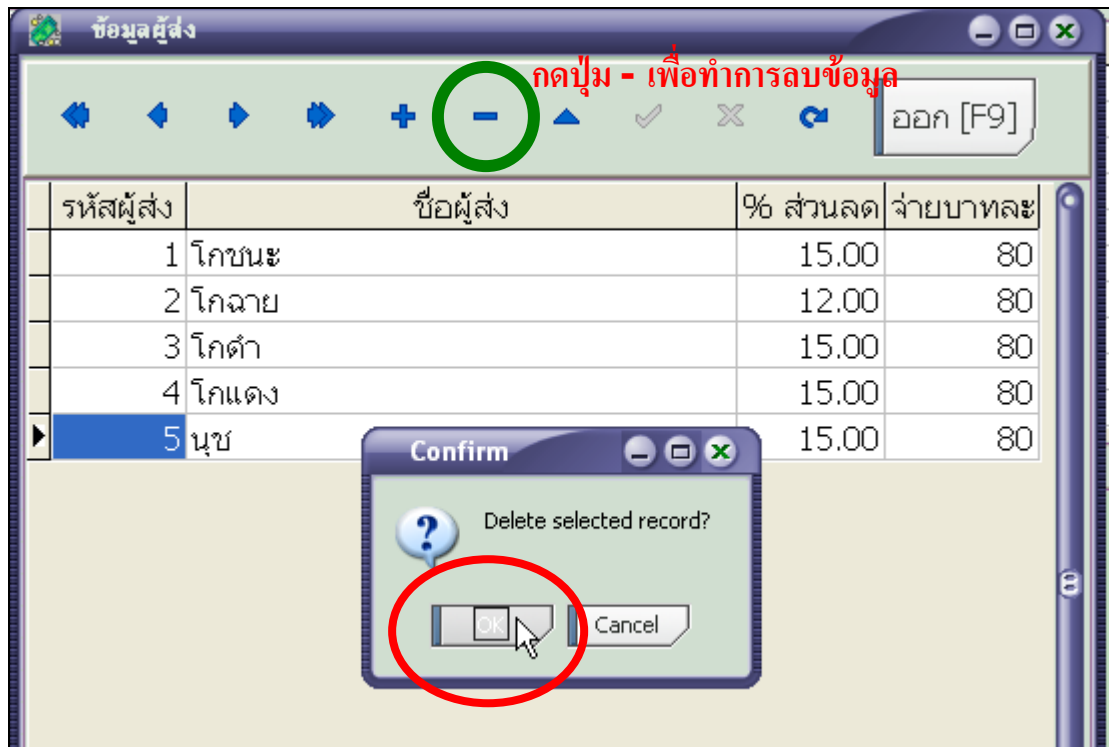 ข้อมูลผู้ส่ง
กดปุ่ม - เพื่อทำการลบข้อมูล
ออก [F9]
รหัสผู้ส่ง ชื่อผู้ส่ง % ส่วนลด จ่ายบาทละ
1 โกชนะ 15.00 80
2 โกฉาย 12.00 80
3 โกดำ 15.00 80
4 โกแดง 15.00 80
5 นุช 15.00 80
Confirm
Delete selected record?
OK Cancel